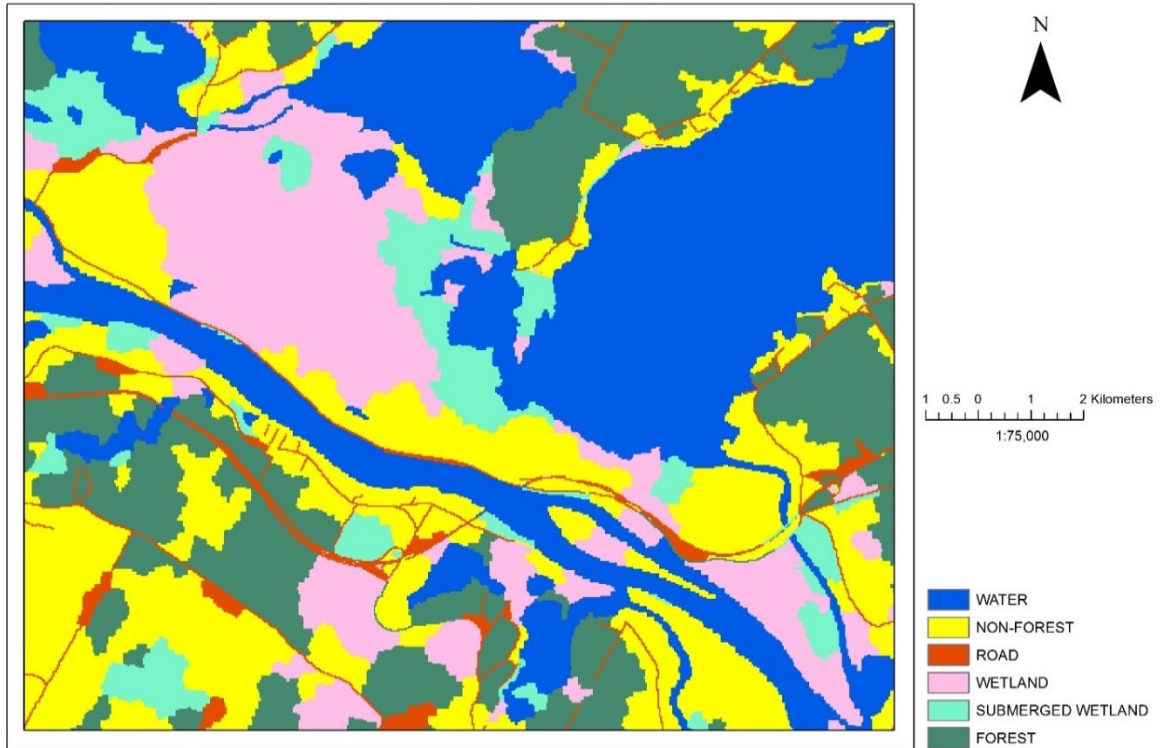 N
1 0.5 0 1 2 Kilometers
1:75,000
WATER
NON-FOREST
ROAD
WETLAND
SUBMERGED WETLAND
FOREST